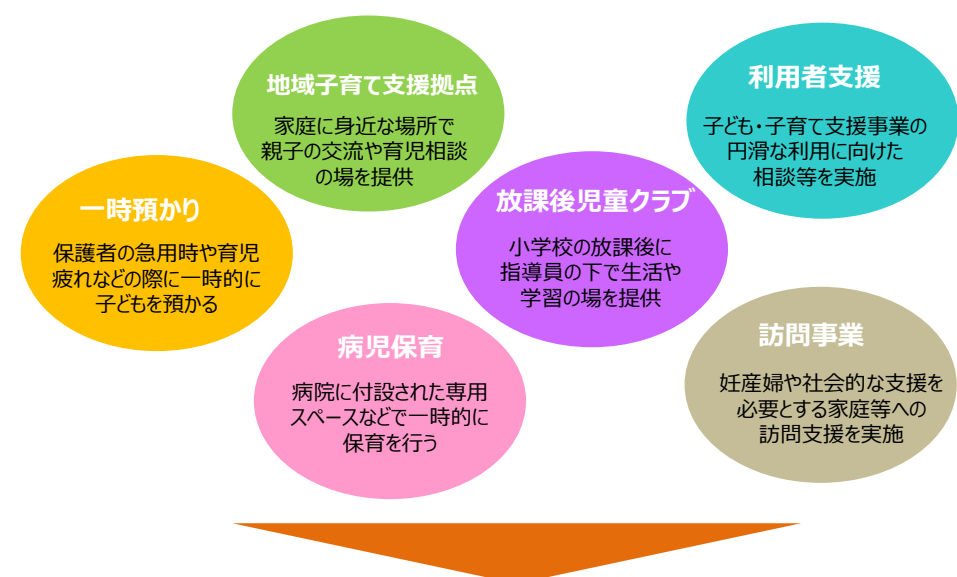 地域子育て支援拠点
家庭に身近な場所で
親子の交流や育児相談
の場を提供
利用者支援
子ども・子育て支援事業の
円滑な利用に向けた
相談等を実施
一時預かり
保護者の急用時や育児
疲れなどの際に一時的に
子どもを預かる
放課後児童クラブ
小学校の放課後に
指導員の下で生活や
学習の場を提供
病児保育
病院に付設された専用
スペースなどで一時的に
保育を行う
訪問事業
妊産婦や社会的な支援を
必要とする家庭等への
訪問支援を実施